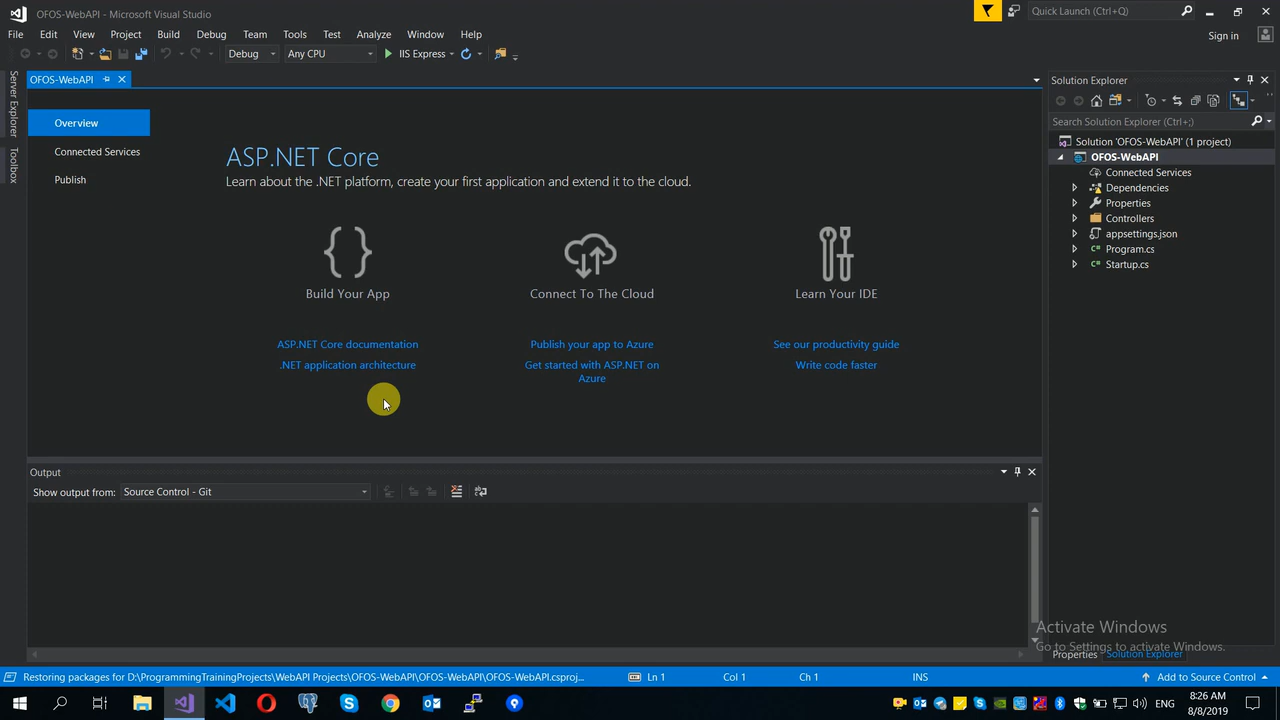 OFOS-WebAPI - Microsoft Visual Studio
Quick Launch (Ctrl+Q)
File Edit View Project Build Debug Team Tools Test Analyze Window Help
Sign in
Debug Any CPU IIS Express
OFOS-WebAPI
Server Explorer
Toolbox
Overview
Connected Services
Publish
ASP.NET Core
Learn about the .NET platform, create your first application and extend it to the cloud.
Build Your App
Connect To The Cloud
Learn Your IDE
ASP.NET Core documentation
Publish your app to Azure
See our productivity guide
.NET application architecture
Get started with ASP.NET on
Azure
Write code faster
Solution Explorer
Search Solution Explorer (Ctrl+;)
Solution 'OFOS-WebAPI' (1 project)
OFOS-WebAPI
Connected Services
Dependencies
Properties
Controllers
appsettings.json
Program.cs
Startup.cs
Output
Show output from: Source Control - Git
Activate Windows
Go to Settings to activate Windows.
Properties Solution Explorer
Restoring packages for D:\ProgrammingTrainingProjects\WebAPI Projects\OFOS-WebAPI\OFOS-WebAPI\OFOS-WebAPI.csproj...
Ln 1 Col 1 Ch 1 INS
Add to Source Control
ENG
8:26 AM
8/8/2019